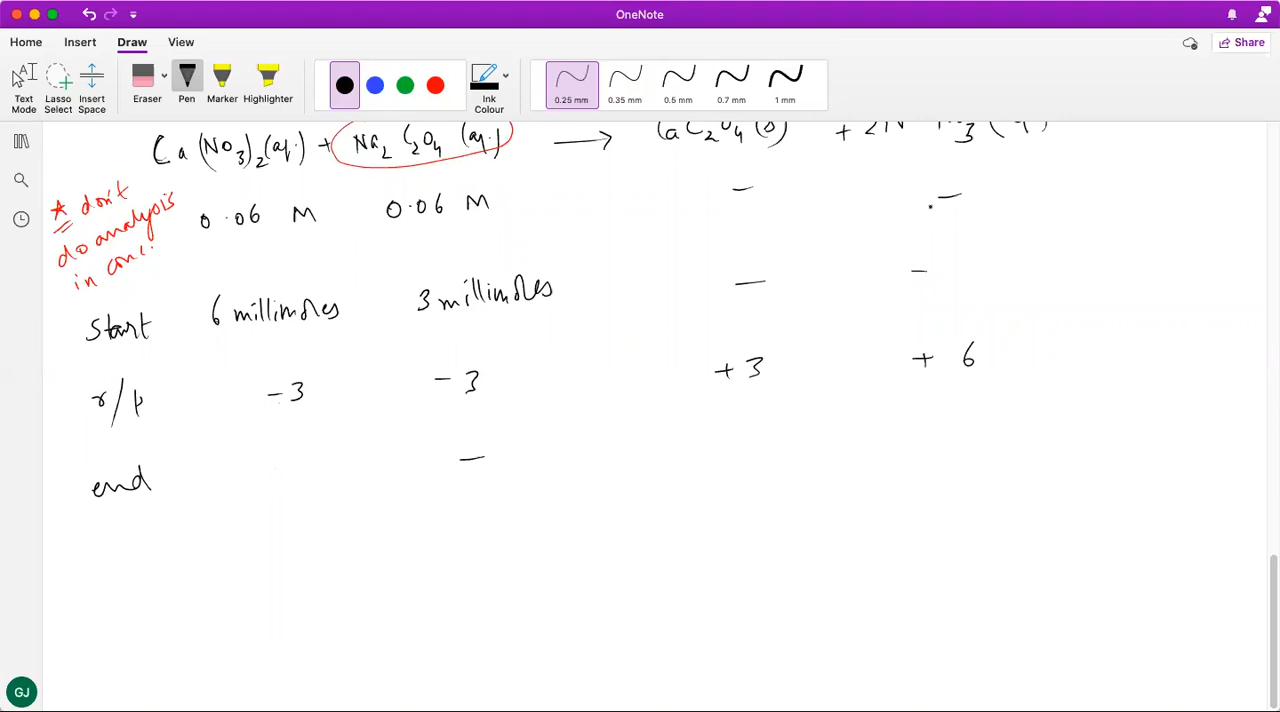 OneNote
Home Insert Draw View
Share
Text Mode
Lasso Select
Insert Space
Eraser
Pen
Marker
Highlighter
Ink Colour
0.25 mm
0.35 mm
0.5 mm
0.7 mm
1 mm
Ca(NO3)2(aq.) + Na2 C2O4 (aq.) ⟶ CaC2O4(s) + 2N
* don't
do analysis
in conc.
0.06 M 0.06 M — —
Start 6 millimoles 3 millimoles — —
r/p -3 -3 +3 + 6
end —
GJ